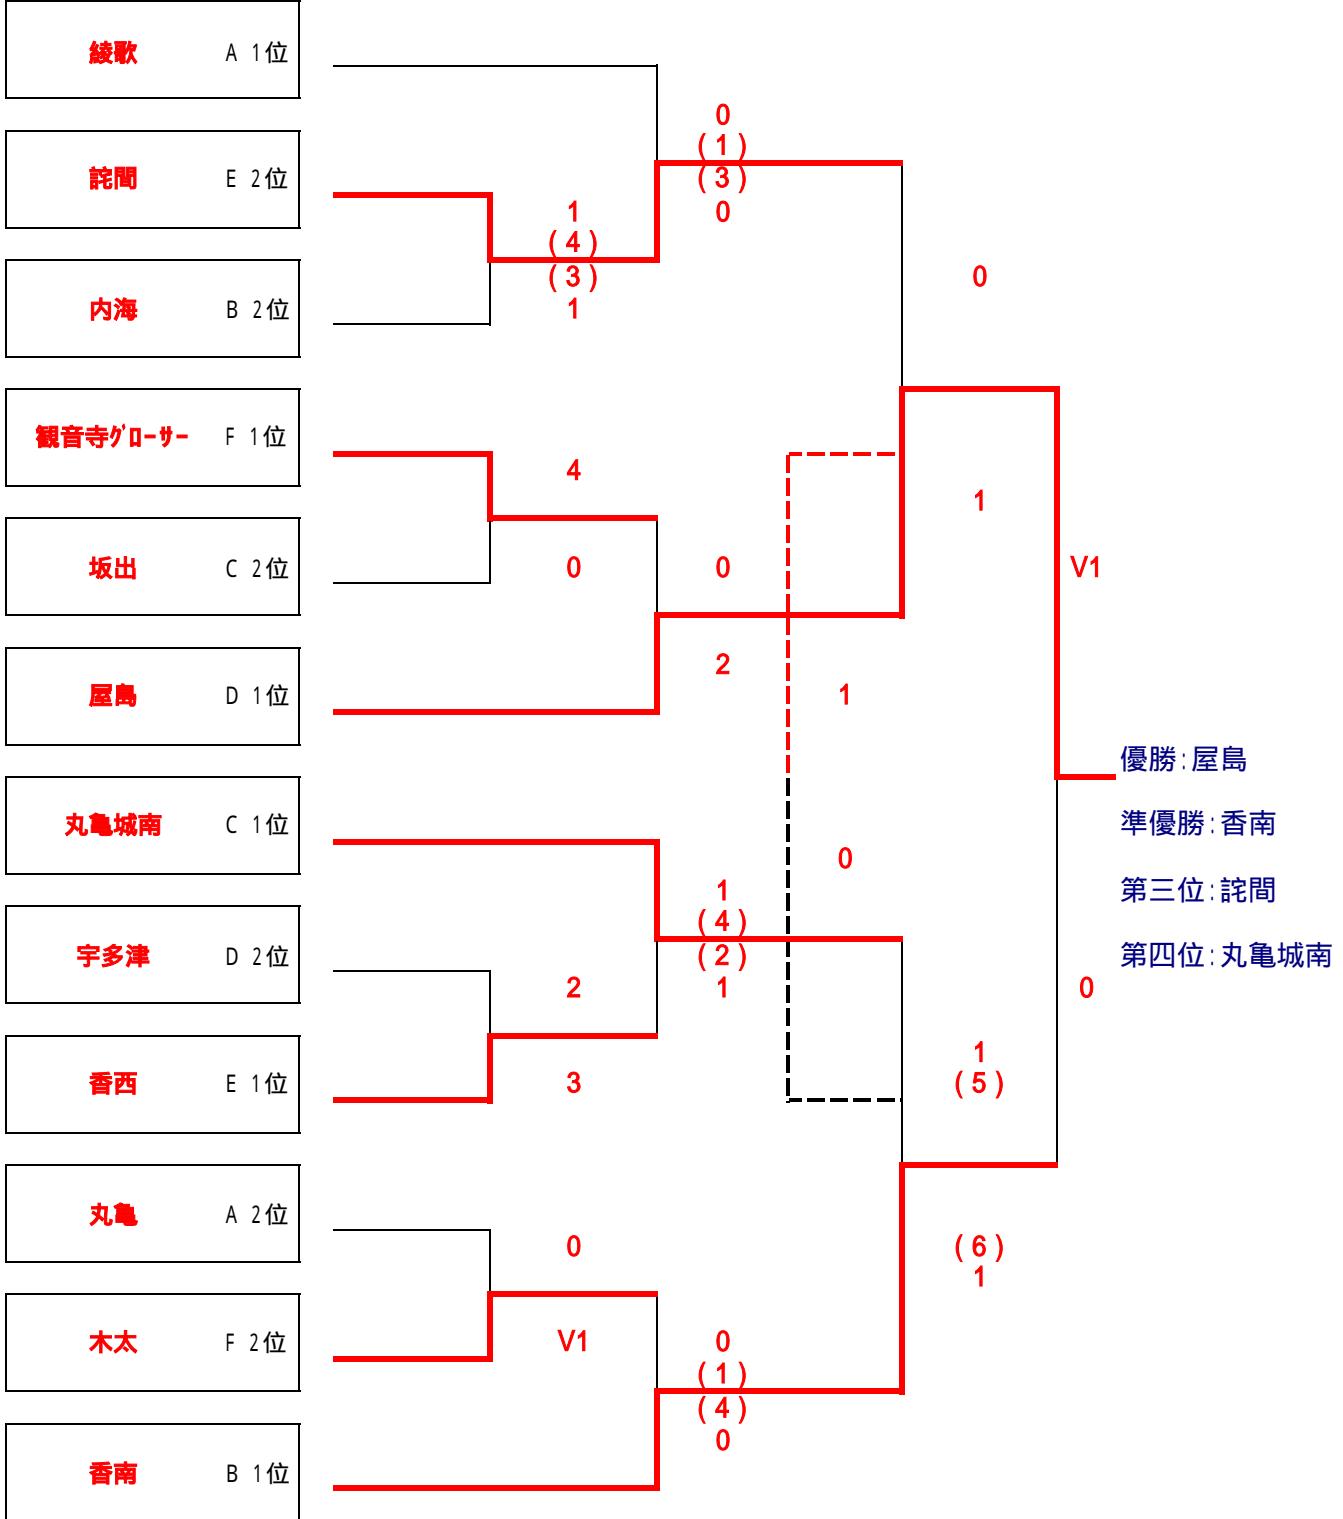 綾歌 A 1位
0
(1)
詫間 E 2位
(3)
1
0
(4)
(3)
0
内海 B 2位
1
観音寺ｸﾞﾛｰｻｰ F 1位
4
1
坂出 C 2位
0
0
V1
2
屋島 D 1位
1
優勝:屋島
丸亀城南 C 1位
準優勝:香南
0
1
第三位:詫間
(4)
宇多津 D 2位
(2)
第四位:丸亀城南
2
1
0
1
香西 E 1位
3
(5)
丸亀 A 2位
0
(6)
1
木太 F 2位
V1
0
(1)
(4)
0
香南 B 1位